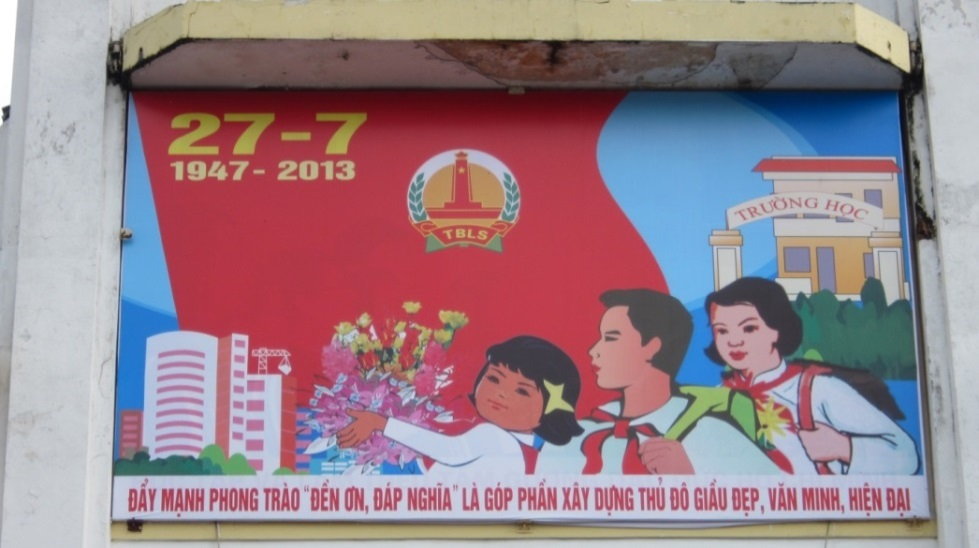 27-7
1947- 2013
TBLS
TRƯỜNG HỌC
ĐẨY MẠNH PHONG TRÀO "ĐỀN ƠN, ĐÁP NGHĨA" LÀ GÓP PHẦN XÂY DỰNG THỦ ĐÔ GIẦU ĐẸP, VĂN MINH, HIỆN ĐẠI